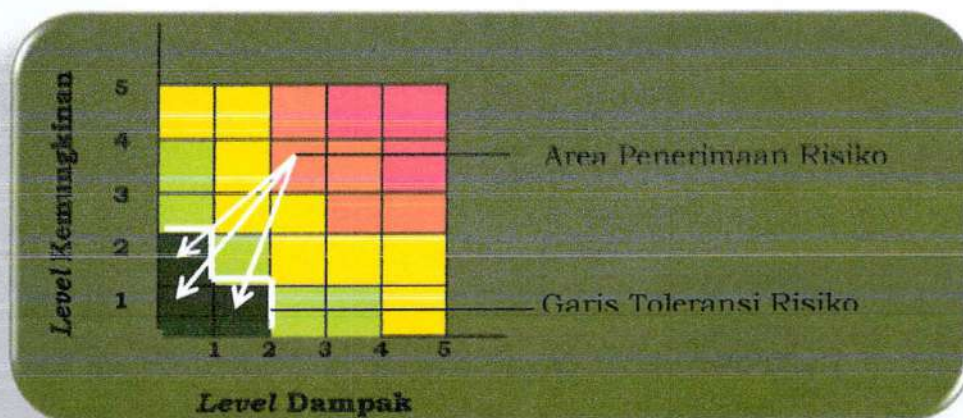 Level Kemungkinan
5
4
3
2
1
Area Penerimaan Risiko
Garis Toleransi Risiko
1 2 3 4 5
Level Dampak